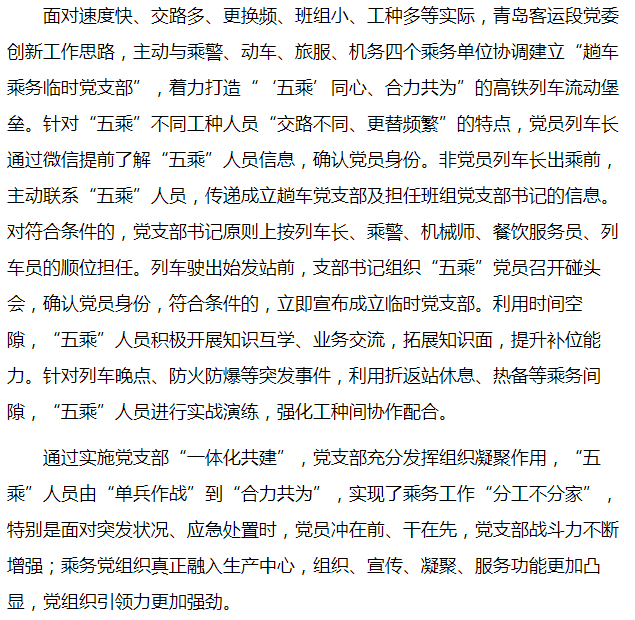 面对速度快、交路多、更换频、班组小、工种多等实际，青岛客运段党委
创新工作思路，主动与乘警、动车、旅服、机务四个乘务单位协调建立“趟车
乘务临时党支部”，着力打造“‘五乘’同心、合力共为”的高铁列车流动堡
垒。针对“五乘”不同工种人员“交路不同、更替频繁”的特点，党员列车长
通过微信提前了解“五乘”人员信息，确认党员身份。非党员列车长出乘前，
主动联系“五乘”人员，传递成立趟车党支部及担任班组党支部书记的信息。
对符合条件的，党支部书记原则上按列车长、乘警、机械师、餐饮服务员、列
车员的顺位担任。列车驶出始发站前，支部书记组织“五乘”党员召开碰头
会，确认党员身份，符合条件的，立即宣布成立临时党支部。利用时间空
隙，“五乘”人员积极开展知识互学、业务交流，拓展知识面，提升补位能
力。针对列车晚点、防火防爆等突发事件，利用折返站休息、热备等乘务间
隙，“五乘”人员进行实战演练，强化工种间协作配合。
通过实施党支部“一体化共建”，党支部充分发挥组织凝聚作用，“五
乘”人员由“单兵作战”到“合力共为”，实现了乘务工作“分工不分家”，
特别是面对突发状况、应急处置时，党员冲在前、干在先，党支部战斗力不断
增强；乘务党组织真正融入生产中心，组织、宣传、凝聚、服务功能更加凸
显，党组织引领力更加强劲。